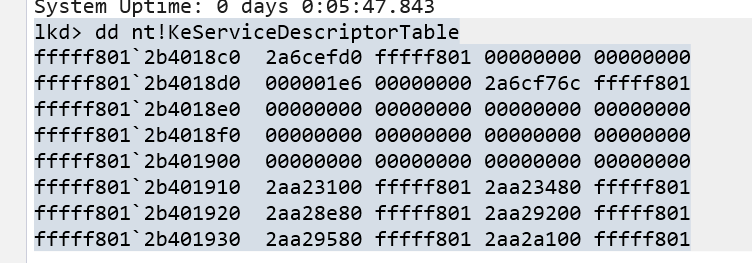 System Uptime: 0 days 0:05:47.843
lkd> dd nt!KeServiceDescriptorTable
fffff801`2b4018c0  2a6cefd0 fffff801 00000000 00000000
fffff801`2b4018d0  000001e6 00000000 2a6cf76c fffff801
fffff801`2b4018e0  00000000 00000000 00000000 00000000
fffff801`2b4018f0  00000000 00000000 00000000 00000000
fffff801`2b401900  00000000 00000000 00000000 00000000
fffff801`2b401910  2aa23100 fffff801 2aa23480 fffff801
fffff801`2b401920  2aa28e80 fffff801 2aa29200 fffff801
fffff801`2b401930  2aa29580 fffff801 2aa2a100 fffff801